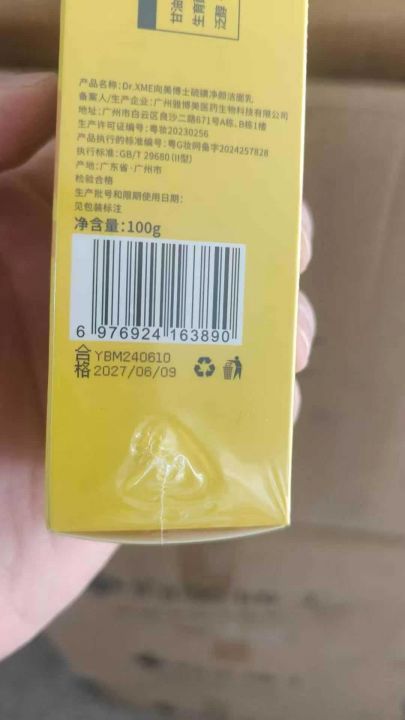 甘油
生育
泛醇
产品名称:Dr.XME向美博士硫磺净颜洁面乳
备案人/生产企业:广州雅博美医药生物科技有限公司
地址:广州市白云区良沙二路871号A栋、B栋1楼
生产许可证编号:粤妆20230256
产品执行的标准编号:粤G妆网备字2024257828
执行标准:GB/T 29680(II型)
产地:广东省·广州市
检验合格
生产批号和限期使用日期:
见包装标注
净含量:100g
6 976924 163890
合格 YBM240610
2027/06/09